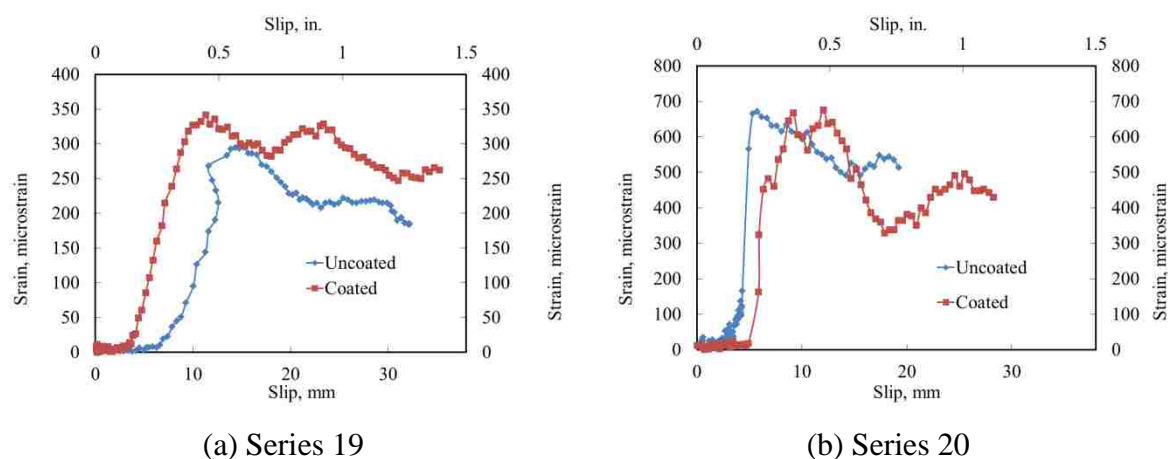 Slip, in.
0 0.5 1 1.5
400 400
350 350
300 300
250 250
200 200
150 150
100 100
50 50
0 0
Srain, microstrain
Strain, microstrain
Uncoated
Coated
0 10 20 30
Slip, mm
(a) Series 19
Slip, in.
0 0.5 1 1.5
800 800
700 700
600 600
500 500
400 400
300 300
200 200
100 100
0 0
Srain, microstrain
Strain, microstrain
Uncoated
Coated
0 10 20 30
Slip, mm
(b) Series 20